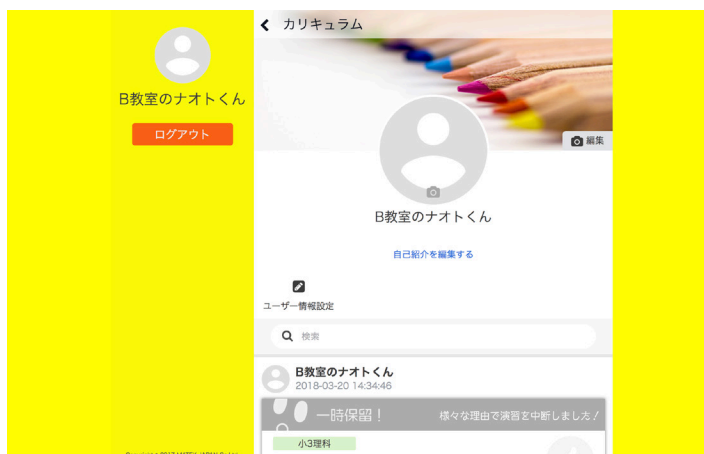 カリキュラム
B教室のナオトくん
ログアウト
編集
B教室のナオトくん
自己紹介を編集する
ユーザー情報設定
検索
B教室のナオトくん
2018-03-20 14:34:46
一時保留！
様々な理由で演習を中断しました！
小3理科